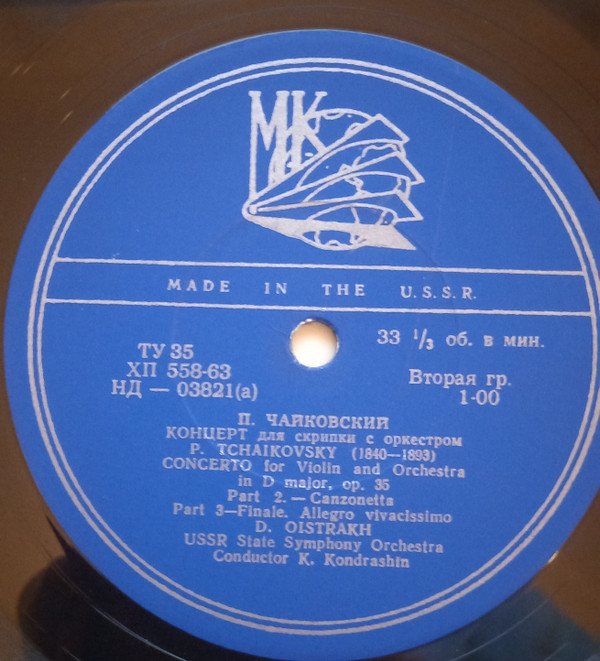 МК
MADE IN THE U.S.S.R.
33 1/3 об. в мин.
ТУ 35
ХП 558-63
НД — 03821(а)
Вторая гр.
1-00
П. ЧАЙКОВСКИЙ
КОНЦЕРТ для скрипки с оркестром
P. TCHAIKOVSKY (1840—1893)
CONCERTO for Violin and Orchestra
in D major, op. 35
Part 2. — Canzonetta
Part 3—Finale. Allegro vivacissimo
D. OISTRAKH
USSR State Symphony Orchestra
Conductor K. Kondrashin